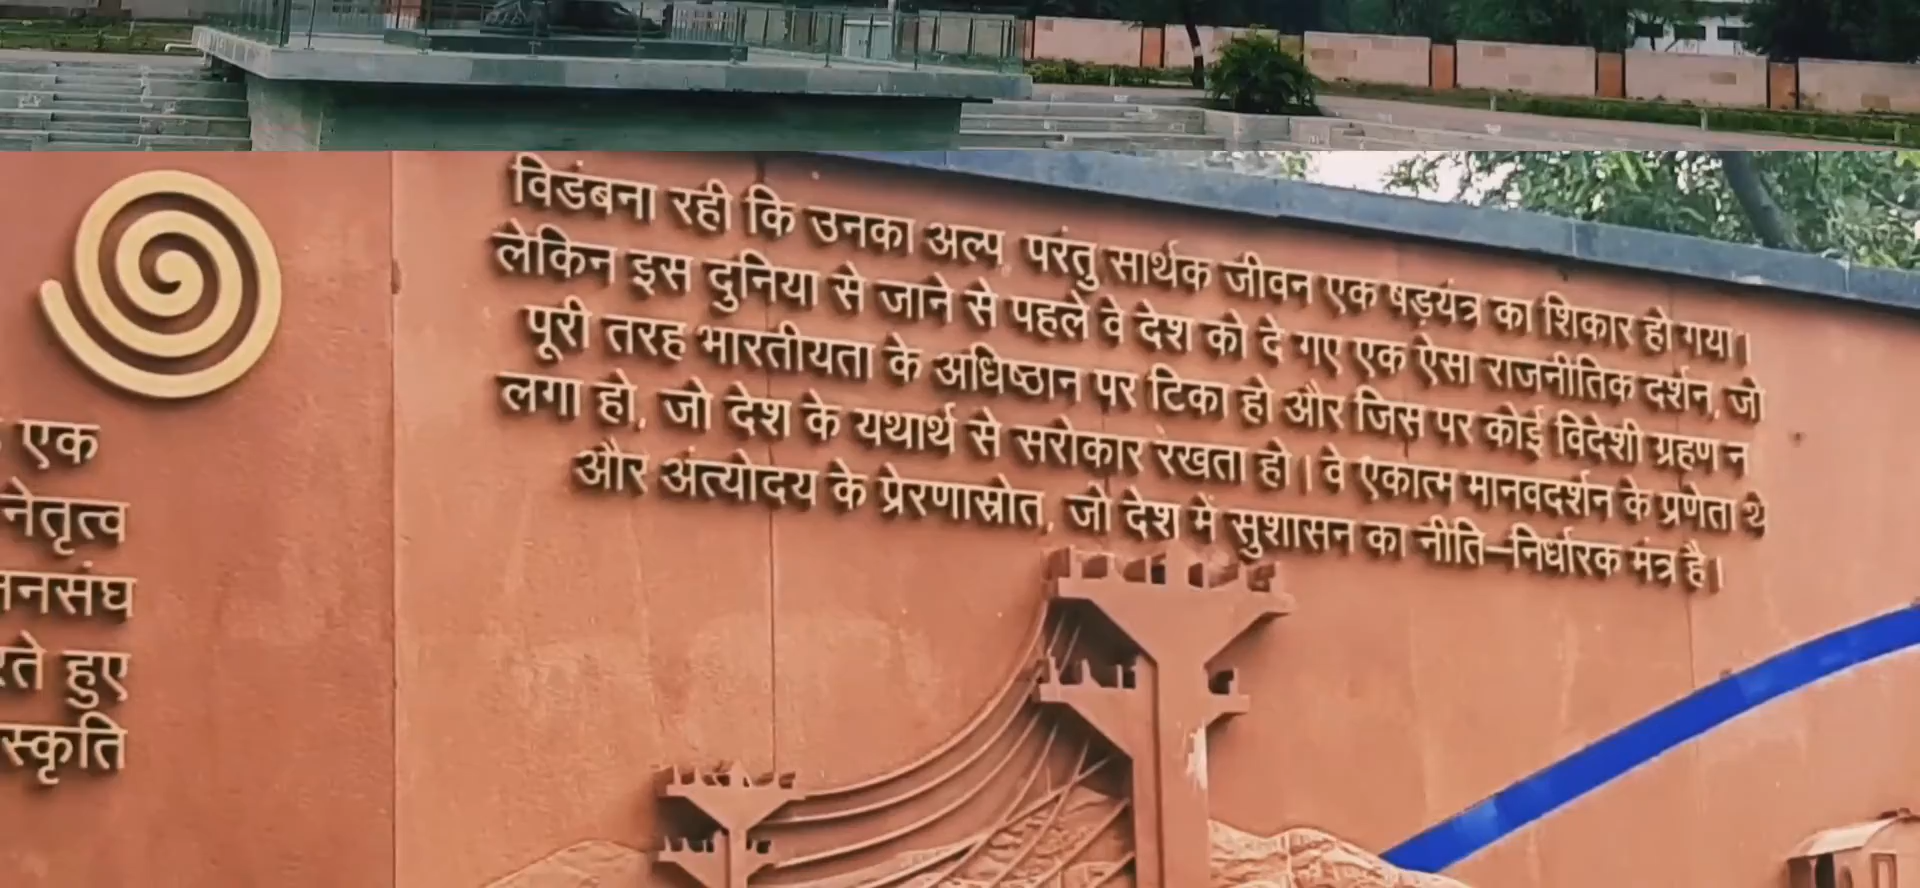 एक
नेतृत्व
जनसंघ
रते हुए
स्कृति
विडंबना रही कि उनका अल्प परंतु सार्थक जीवन एक षड़यंत्र का शिकार हो गया।
लेकिन इस दुनिया से जाने से पहले वे देश को दे गए एक ऐसा राजनीतिक दर्शन, जो
पूरी तरह भारतीयता के अधिष्ठान पर टिका हो और जिस पर कोई विदेशी ग्रहण न
लगा हो, जो देश के यथार्थ से सरोकार रखता हो। वे एकात्म मानवदर्शन के प्रणेता थे
और अंत्योदय के प्रेरणास्रोत, जो देश में सुशासन का नीति–निर्धारक मंत्र है।